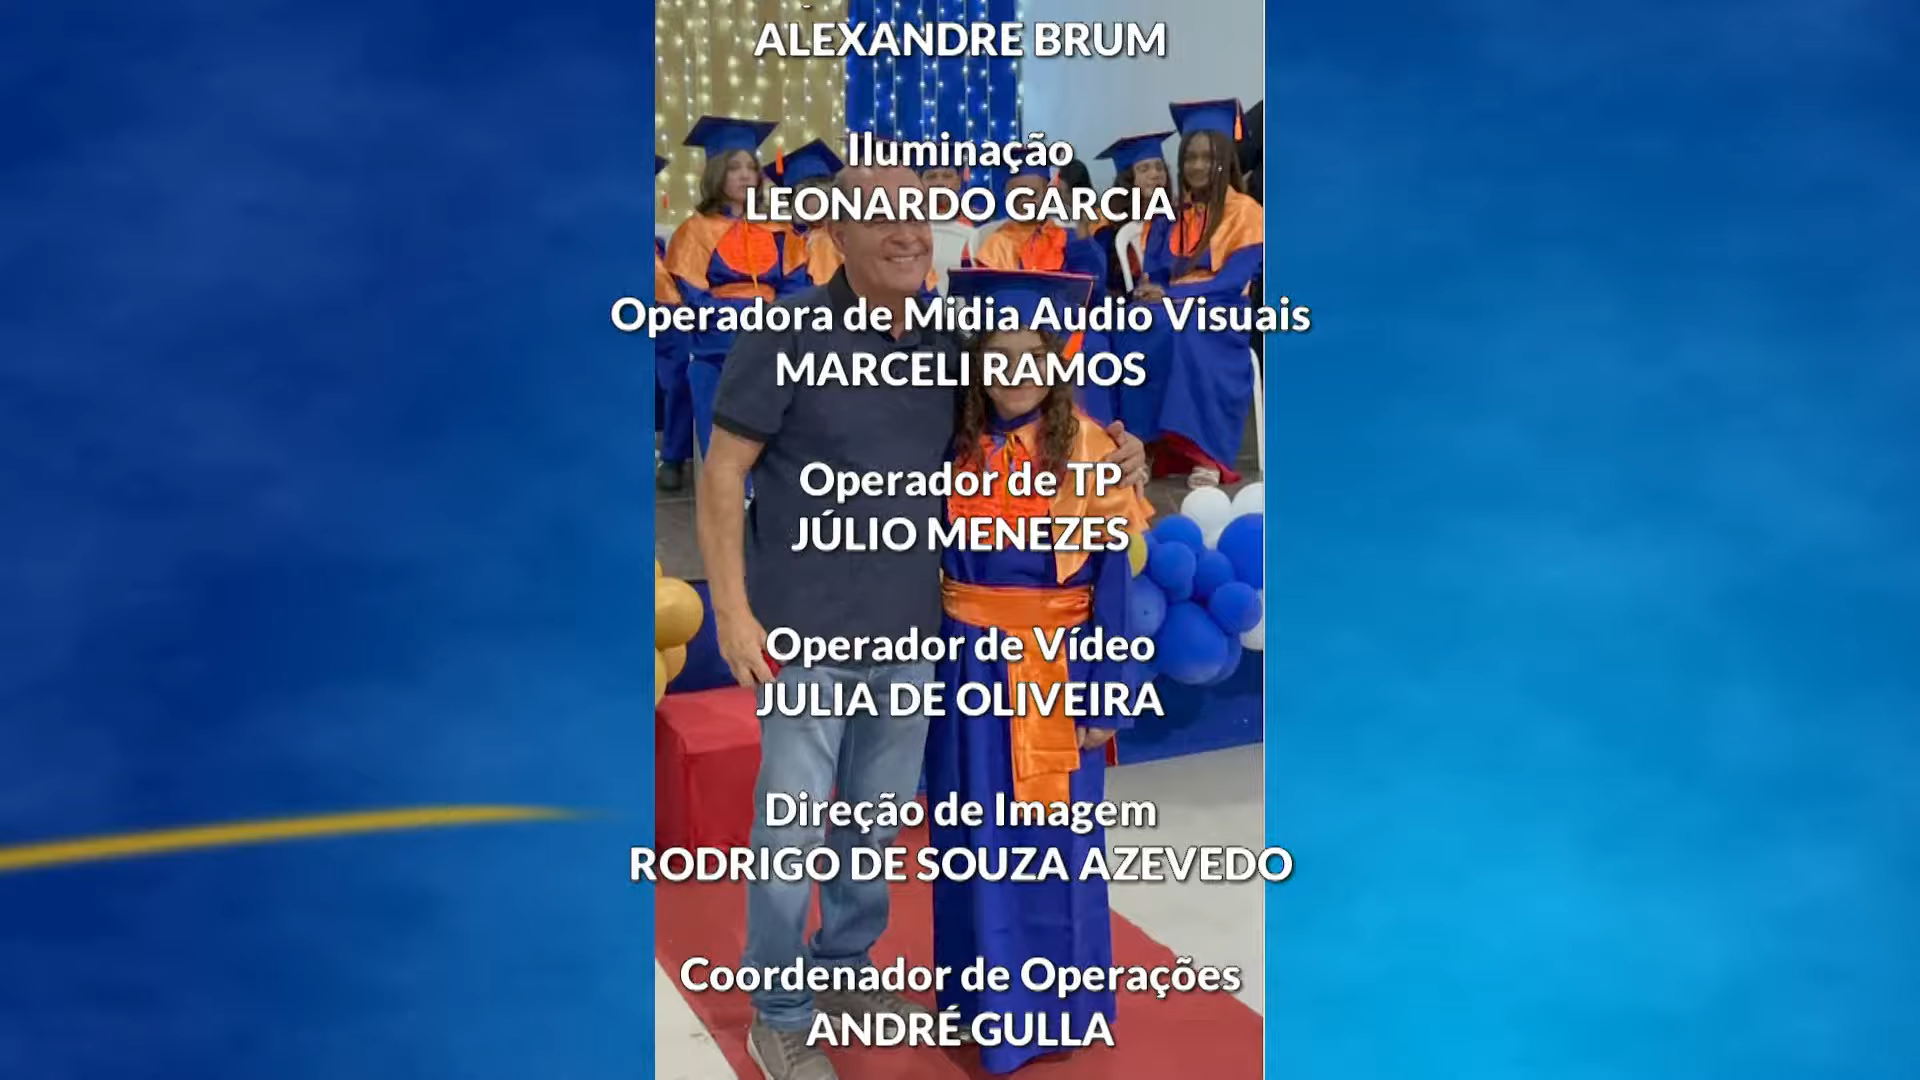 ALEXANDRE BRUM
Iluminação
LEONARDO GARCIA
Operadora de Midia Audio Visuais
MARCELI RAMOS
Operador de TP
JÚLIO MENEZES
Operador de Vídeo
JULIA DE OLIVEIRA
Direção de Imagem
RODRIGO DE SOUZA AZEVEDO
Coordenador de Operações
ANDRÉ GULLA